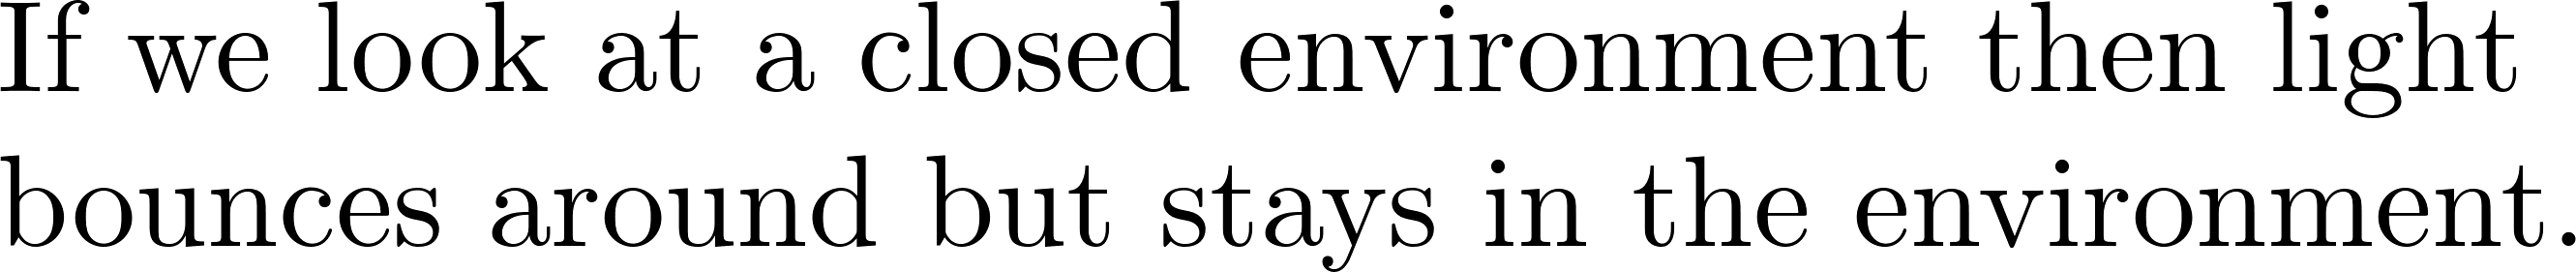 If we look at a closed environment then light
bounces around but stays in the environment.